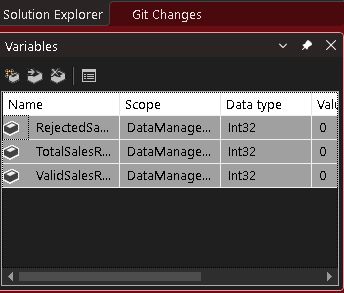 Solution Explorer Git Changes
Variables
Name Scope Data type Valu
RejectedSa... DataManage... Int32 0
TotalSalesR... DataManage... Int32 0
ValidSalesR... DataManage... Int32 0